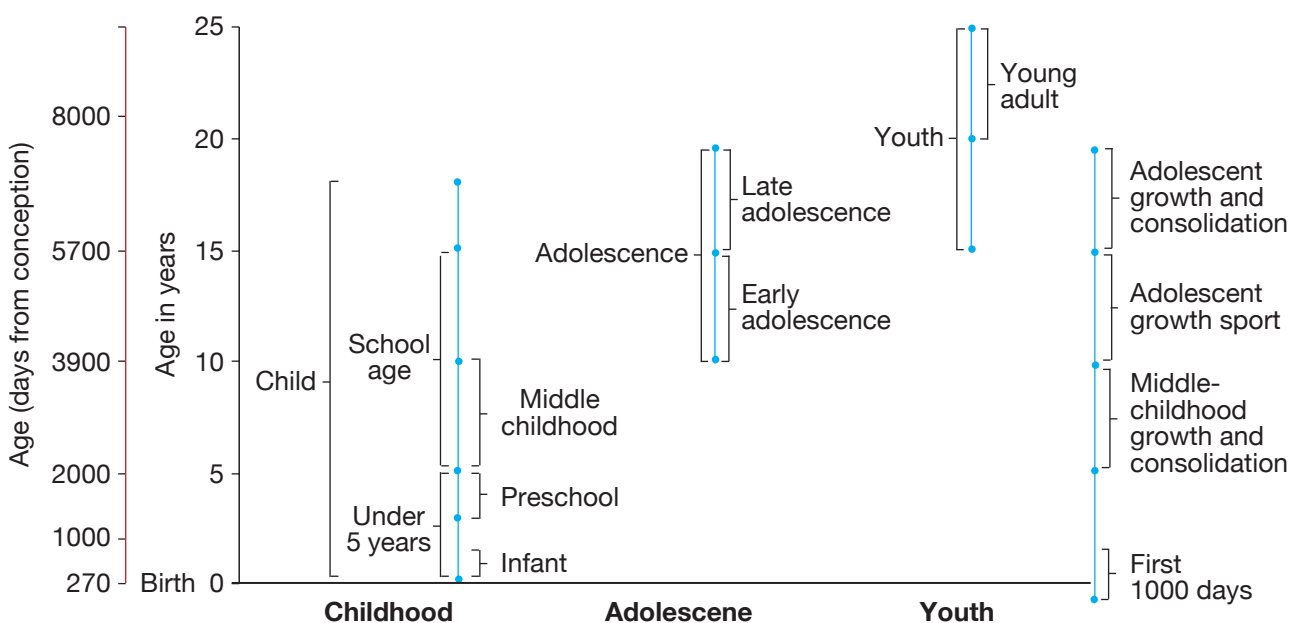 Age (days from conception)
8000
5700
3900
2000
1000
270
Age in years
25
20
15
10
5
Birth 0
Child
School
age
Under
5 years
Middle
childhood
Preschool
Infant
Childhood
Adolescence
Late
adolescence
Early
adolescence
Adolescene
Youth
Young
adult
Youth
Adolescent
growth and
consolidation
Adolescent
growth sport
Middle-
childhood
growth and
consolidation
First
1000 days